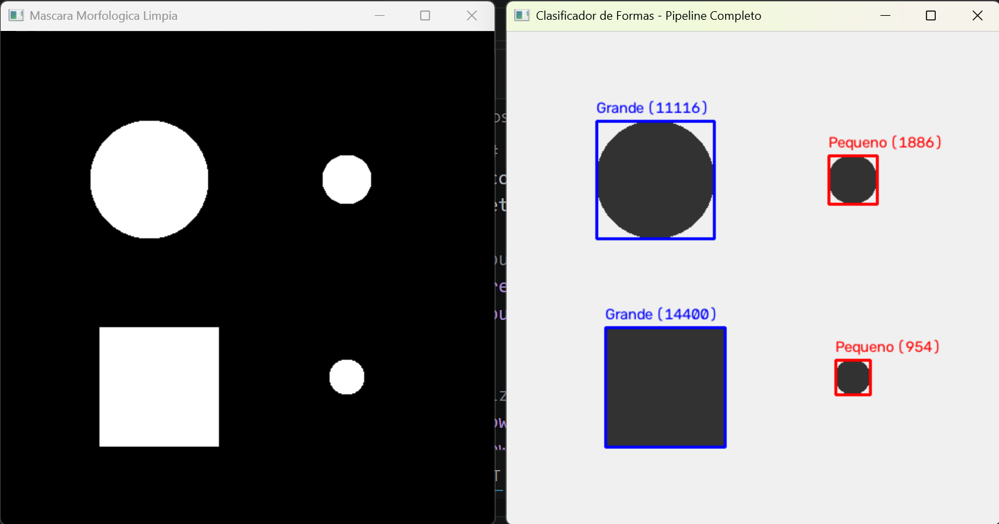 Mascara Morfologica Limpia
Clasificador de Formas - Pipeline Completo
Grande (11116)
Pequeno (1886)
Grande (14400)
Pequeno (954)